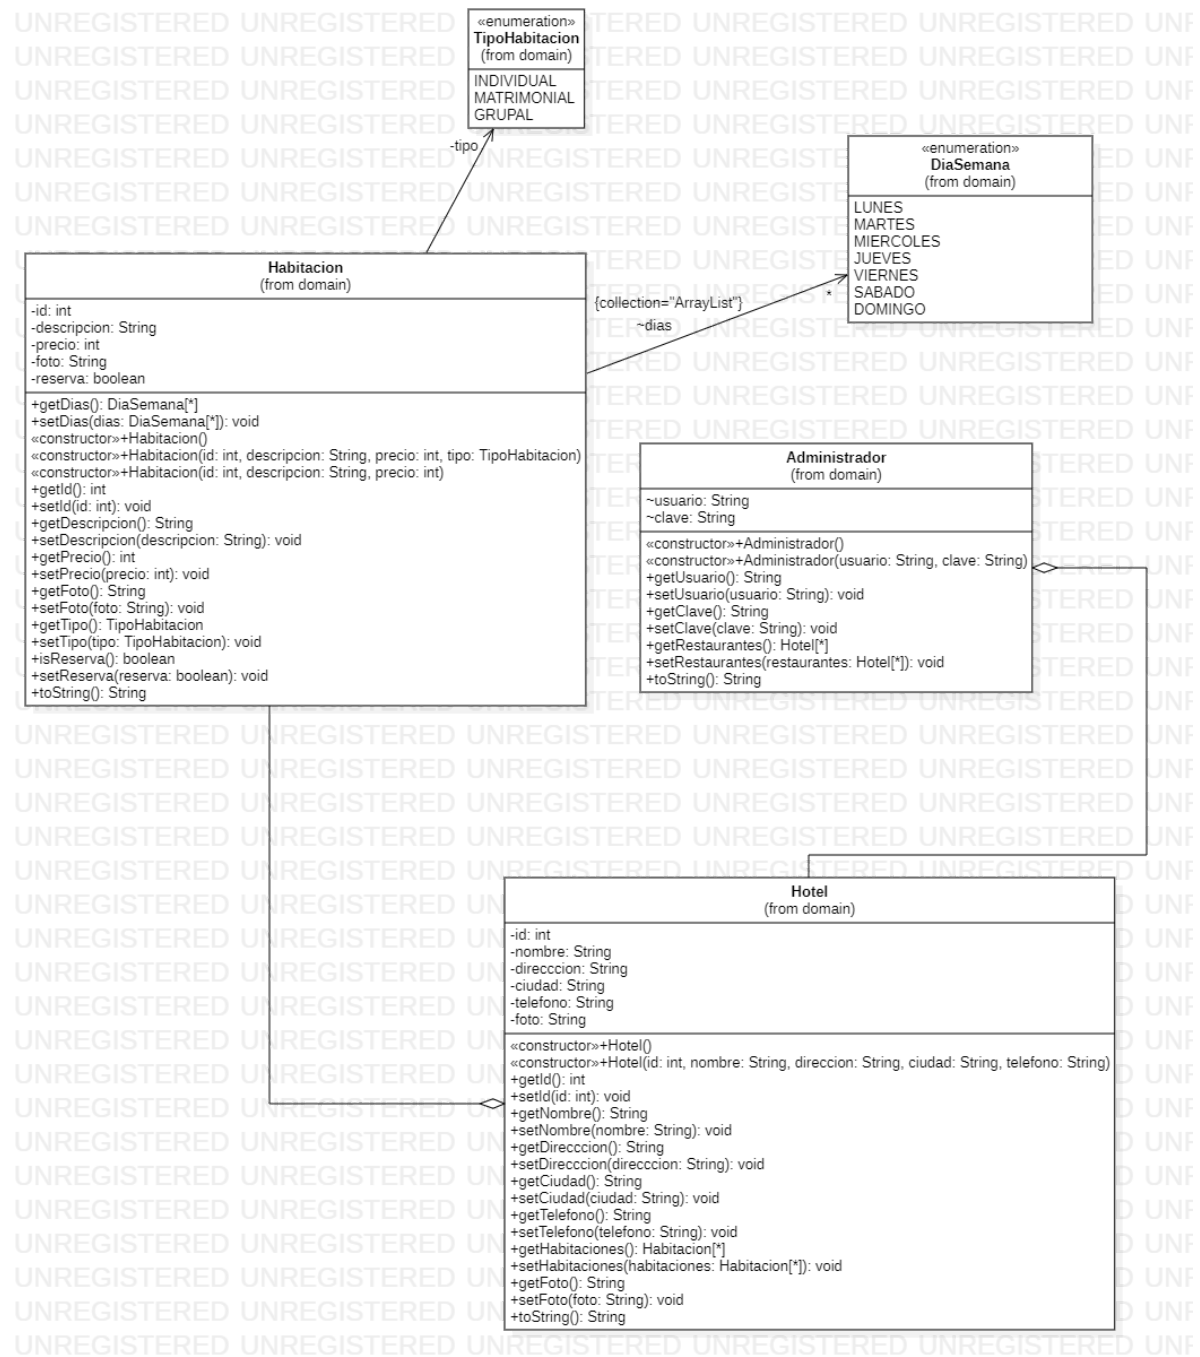 «enumeration»
TipoHabitacion
(from domain)
INDIVIDUAL
MATRIMONIAL
GRUPAL
-tipo
«enumeration»
DiaSemana
(from domain)
LUNES
MARTES
MIERCOLES
JUEVES
VIERNES
SABADO
DOMINGO
{collection="ArrayList"}
*
~dias
Habitacion
(from domain)
-id: int
-descripcion: String
-precio: int
-foto: String
-reserva: boolean
+getDias(): DiaSemana[*]
+setDias(dias: DiaSemana[*]): void
«constructor»+Habitacion()
«constructor»+Habitacion(id: int, descripcion: String, precio: int, tipo: TipoHabitacion)
«constructor»+Habitacion(id: int, descripcion: String, precio: int)
+getId(): int
+setId(id: int): void
+getDescripcion(): String
+setDescripcion(descripcion: String): void
+getPrecio(): int
+setPrecio(precio: int): void
+getFoto(): String
+setFoto(foto: String): void
+getTipo(): TipoHabitacion
+setTipo(tipo: TipoHabitacion): void
+isReserva(): boolean
+setReserva(reserva: boolean): void
+toString(): String
Administrador
(from domain)
~usuario: String
~clave: String
«constructor»+Administrador()
«constructor»+Administrador(usuario: String, clave: String)
+getUsuario(): String
+setUsuario(usuario: String): void
+getClave(): String
+setClave(clave: String): void
+getRestaurantes(): Hotel[*]
+setRestaurantes(restaurantes: Hotel[*]): void
+toString(): String
Hotel
(from domain)
-id: int
-nombre: String
-direcccion: String
-ciudad: String
-telefono: String
-foto: String
«constructor»+Hotel()
«constructor»+Hotel(id: int, nombre: String, direccion: String, ciudad: String, telefono: String)
+getId(): int
+setId(id: int): void
+getNombre(): String
+setNombre(nombre: String): void
+getDirecccion(): String
+setDirecccion(direcccion: String): void
+getCiudad(): String
+setCiudad(ciudad: String): void
+getTelefono(): String
+setTelefono(telefono: String): void
+getHabitaciones(): Habitacion[*]
+setHabitaciones(habitaciones: Habitacion[*]): void
+getFoto(): String
+setFoto(foto: String): void
+toString(): String
UNREGISTERED UNREGISTERED UNREGISTERED UNREGISTERED UNREGISTERED